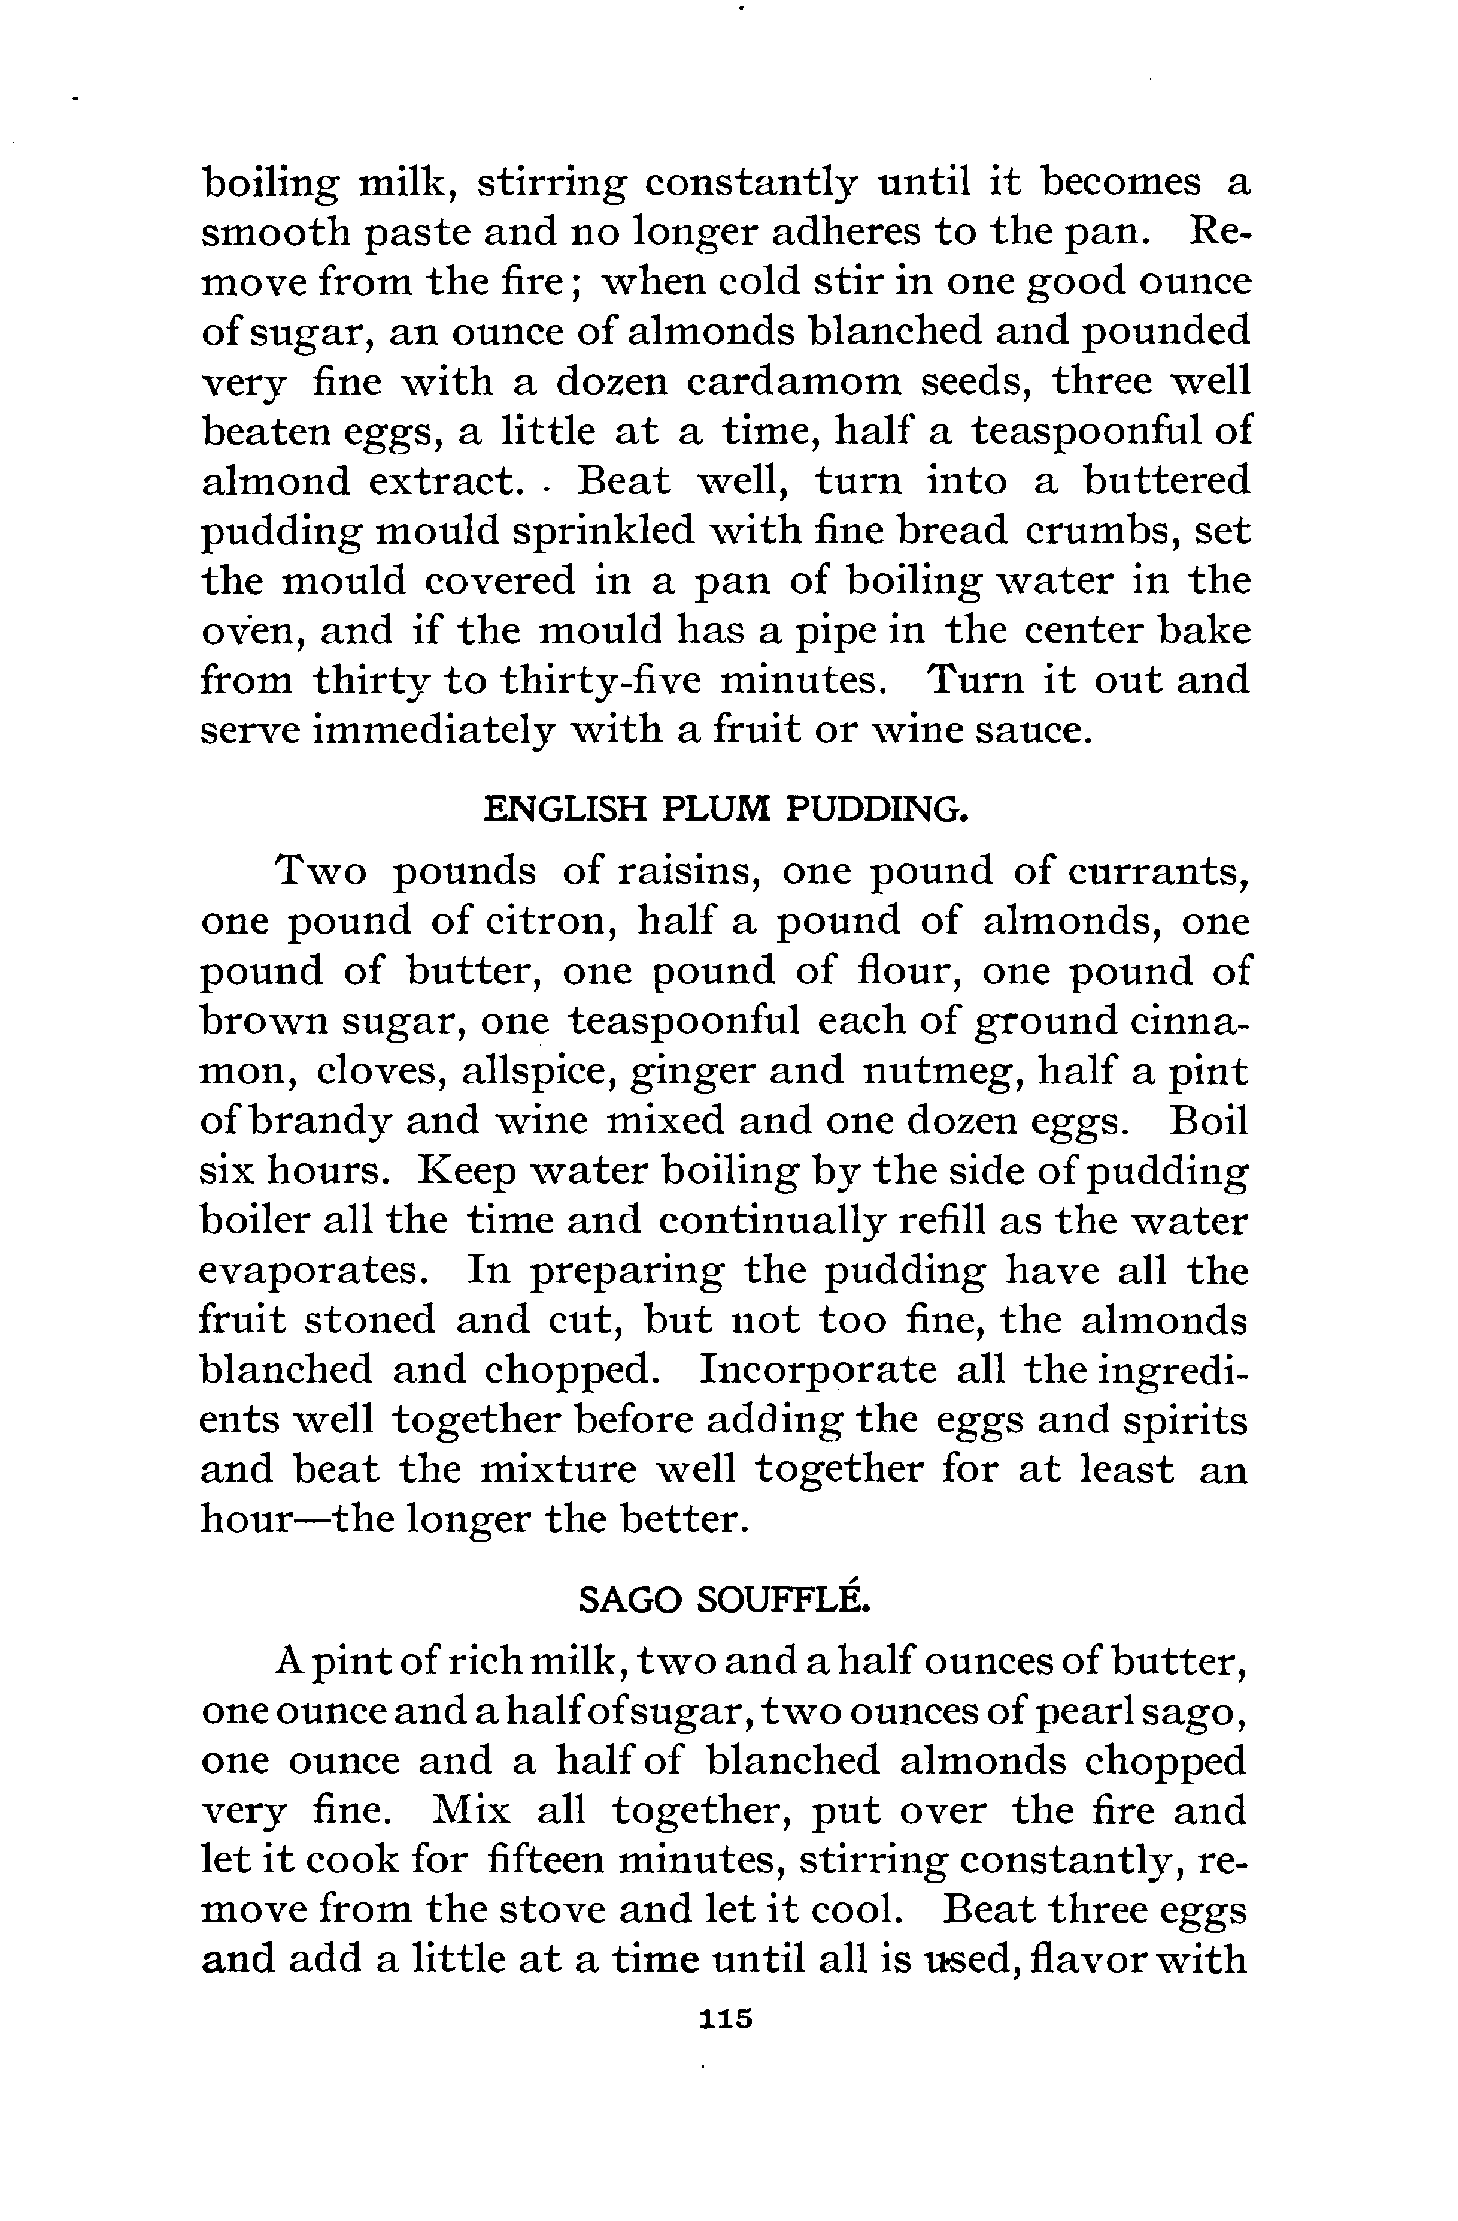 boiling milk, stirring constantly until it becomes a
smooth paste and no longer adheres to the pan. Re-
move from the fire; when cold stir in one good ounce
of sugar, an ounce of almonds blanched and pounded
very fine with a dozen cardamom seeds, three well
beaten eggs, a little at a time, half a teaspoonful of
almond extract. Beat well, turn into a buttered
pudding mould sprinkled with fine bread crumbs, set
the mould covered in a pan of boiling water in the
oven, and if the mould has a pipe in the center bake
from thirty to thirty-five minutes. Turn it out and
serve immediately with a fruit or wine sauce.
ENGLISH PLUM PUDDING.
Two pounds of raisins, one pound of currants,
one pound of citron, half a pound of almonds, one
pound of butter, one pound of flour, one pound of
brown sugar, one teaspoonful each of ground cinna-
mon, cloves, allspice, ginger and nutmeg, half a pint
of brandy and wine mixed and one dozen eggs. Boil
six hours. Keep water boiling by the side of pudding
boiler all the time and continually refill as the water
evaporates. In preparing the pudding have all the
fruit stoned and cut, but not too fine, the almonds
blanched and chopped. Incorporate all the ingredi-
ents well together before adding the eggs and spirits
and beat the mixture well together for at least an
hour—the longer the better.
SAGO SOUFFLÉ.
A pint of rich milk, two and a half ounces of butter,
one ounce and a half of sugar, two ounces of pearl sago,
one ounce and a half of blanched almonds chopped
very fine. Mix all together, put over the fire and
let it cook for fifteen minutes, stirring constantly, re-
move from the stove and let it cool. Beat three eggs
and add a little at a time until all is used, flavor with
115